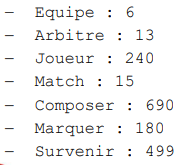 – Equipe : 6
– Arbitre : 13
– Joueur : 240
– Match : 15
– Composer : 690
– Marquer : 180
– Survenir : 499